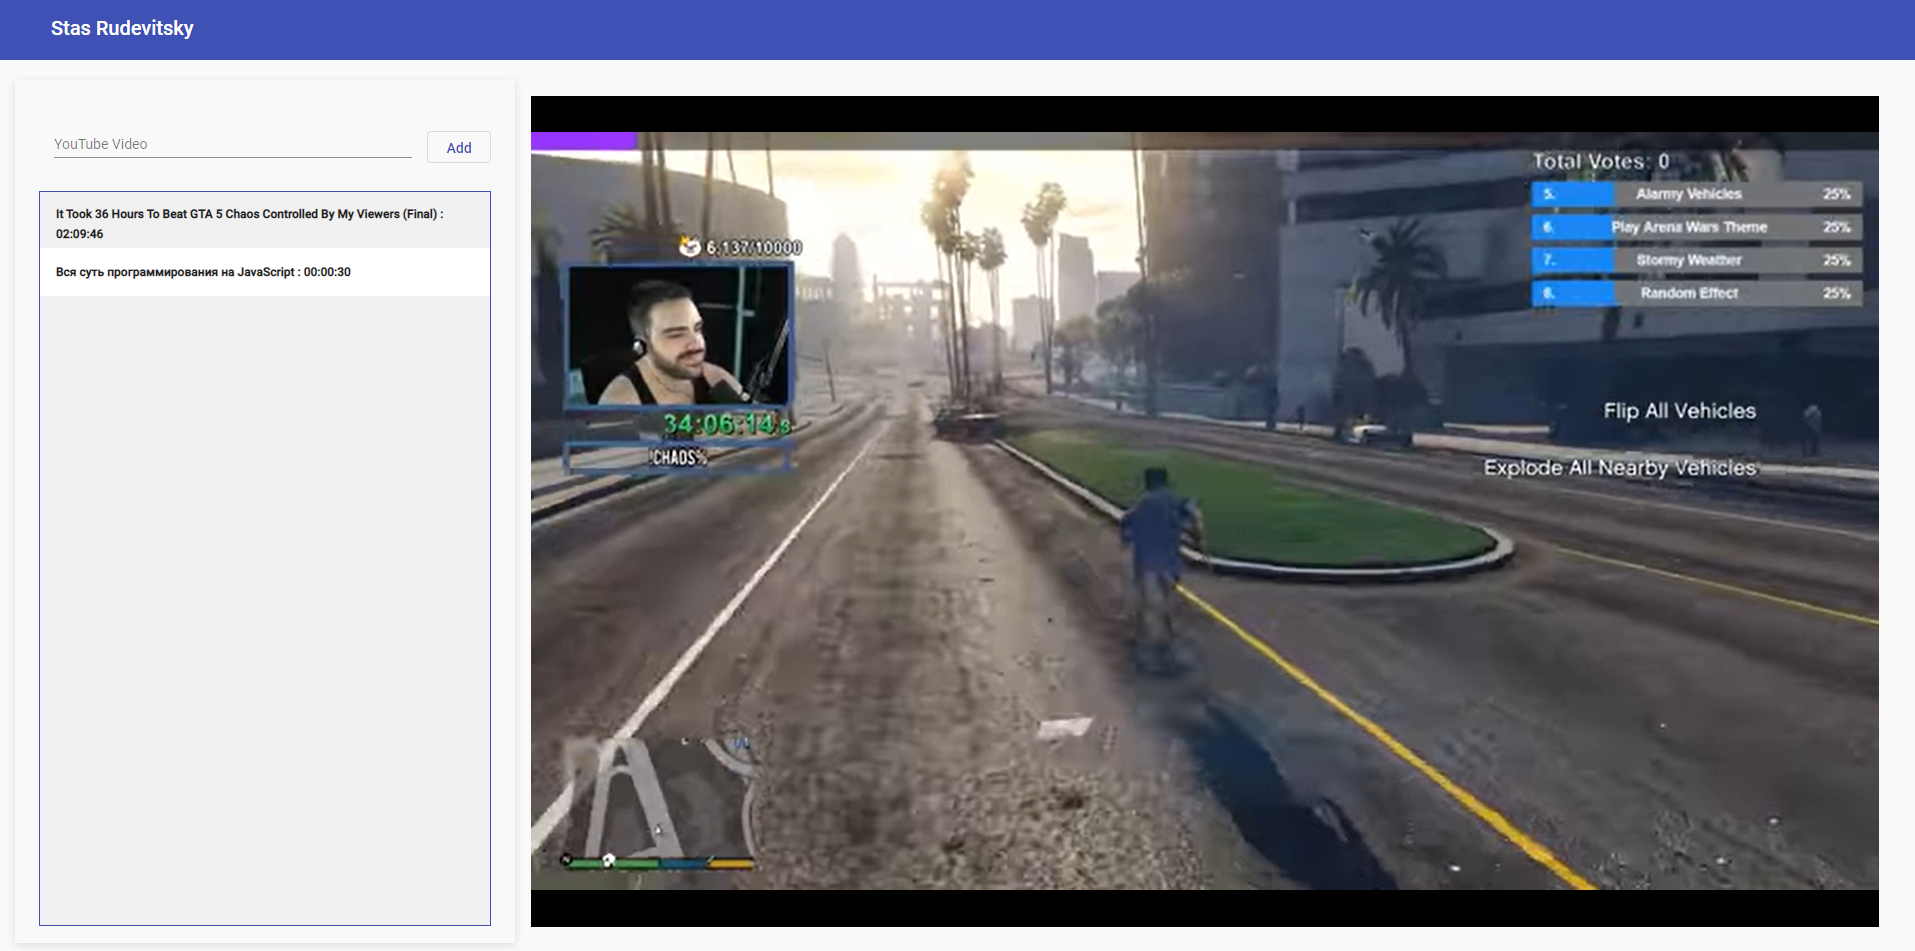 Stas Rudevitsky
YouTube Video
Add
It Took 36 Hours To Beat GTA 5 Chaos Controlled By My Viewers (Final) :
02:09:46
Вся суть программирования на JavaScript : 00:00:30
6,137/10000
34:06:14.8
!CHAOS%
Total Votes: 0
5. Alarmy Vehicles 25%
6. Play Arena Wars Theme 25%
7. Stormy Weather 25%
8. Random Effect 25%
Flip All Vehicles
Explode All Nearby Vehicles